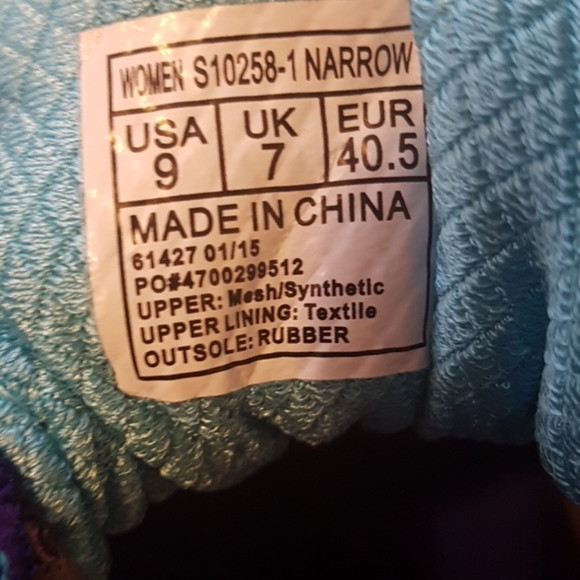 WOMEN S10258-1 NARROW
USA UK EUR
9 7 40.5
MADE IN CHINA
61427 01/15
PO#4700299512
UPPER: Mesh/Synthetic
UPPER LINING: Textile
OUTSOLE: RUBBER